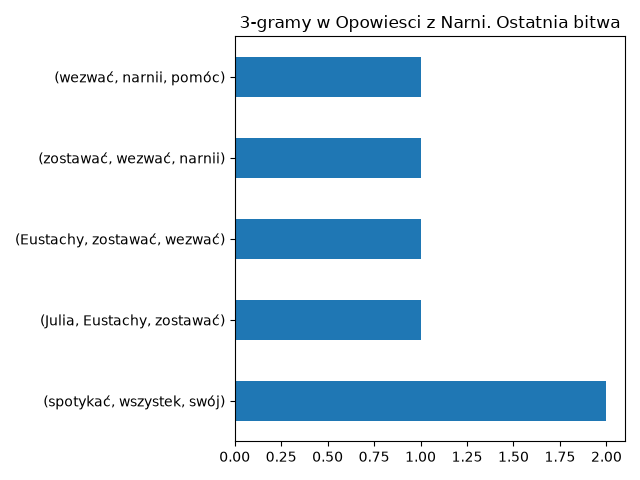 3-gramy w Opowiesci z Narni. Ostatnia bitwa
(wezwać, narnii, pomóc)
(zostawać, wezwać, narnii)
(Eustachy, zostawać, wezwać)
(Julia, Eustachy, zostawać)
(spotykać, wszystek, swój)
0.00 0.25 0.50 0.75 1.00 1.25 1.50 1.75 2.00